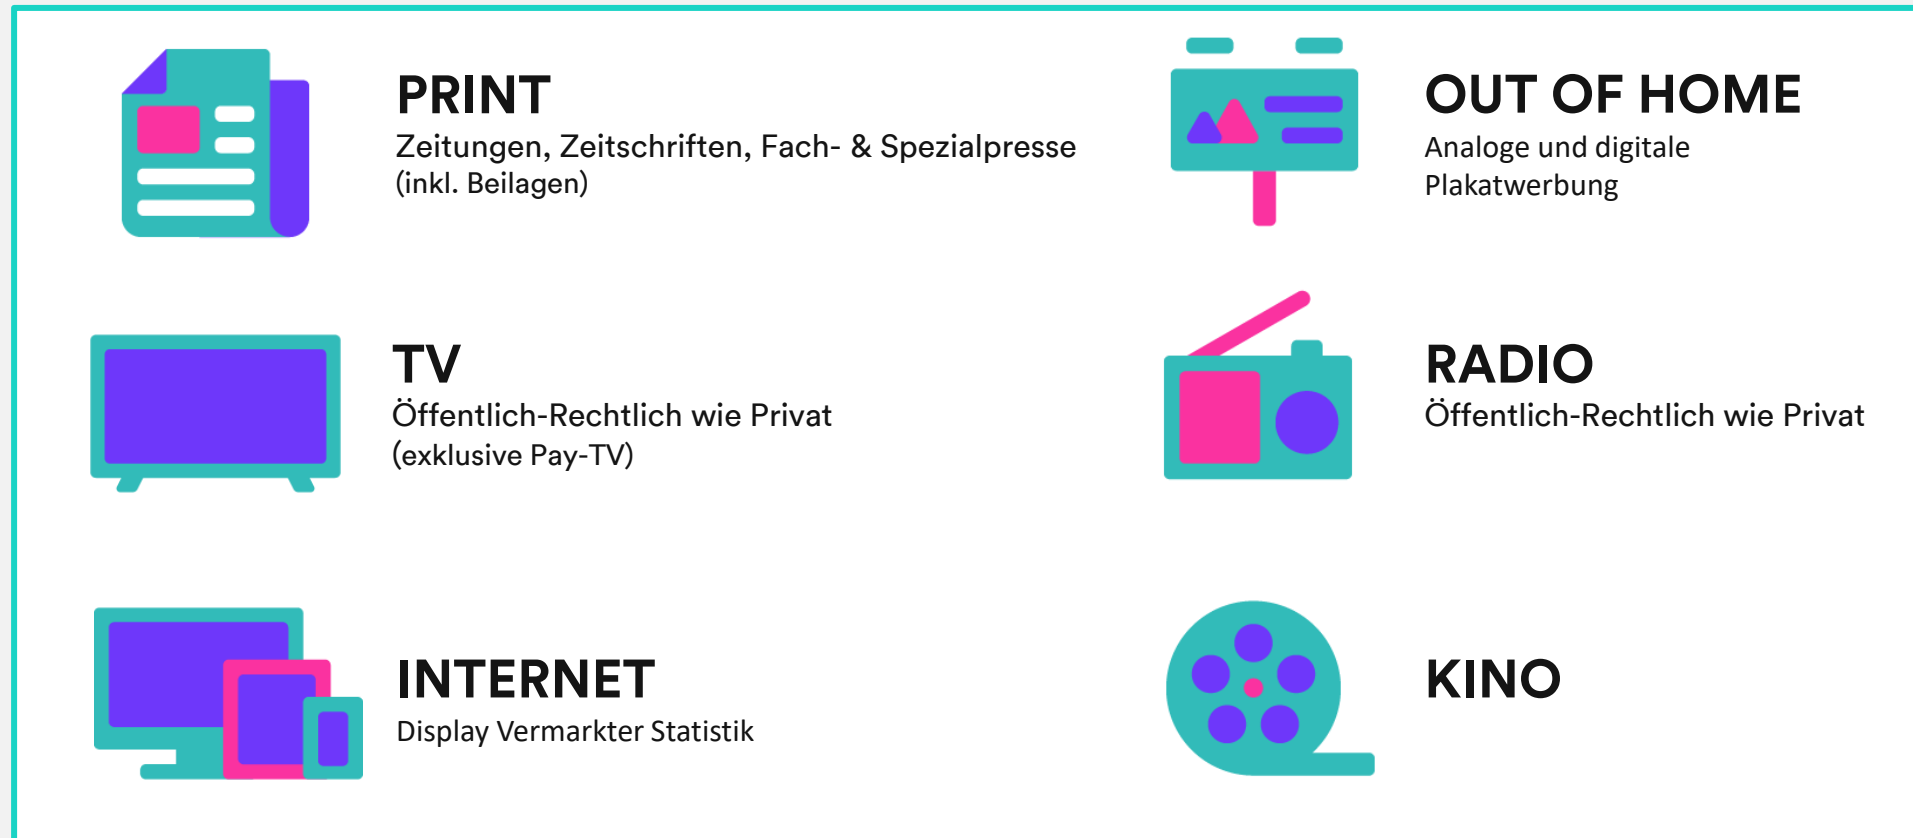 PRINT
Zeitungen, Zeitschriften, Fach- & Spezialpresse
(inkl. Beilagen)
OUT OF HOME
Analoge und digitale
Plakatwerbung
TV
Öffentlich-Rechtlich wie Privat
(exklusive Pay-TV)
RADIO
Öffentlich-Rechtlich wie Privat
INTERNET
Display Vermarkter Statistik
KINO